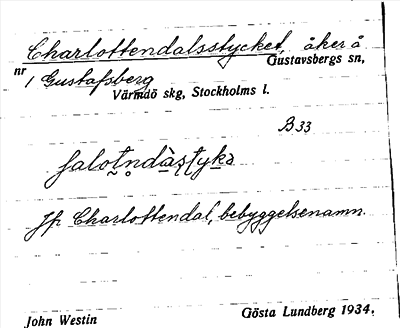 Charlottendalsstycket, åker å
Gustavsbergs sn,
nr
1 Gustafsberg
Värmdö skg, Stockholms l.
B 33
Jfr Charlottendal, bebyggelsenamn.
John Westin
Gösta Lundberg 1934.